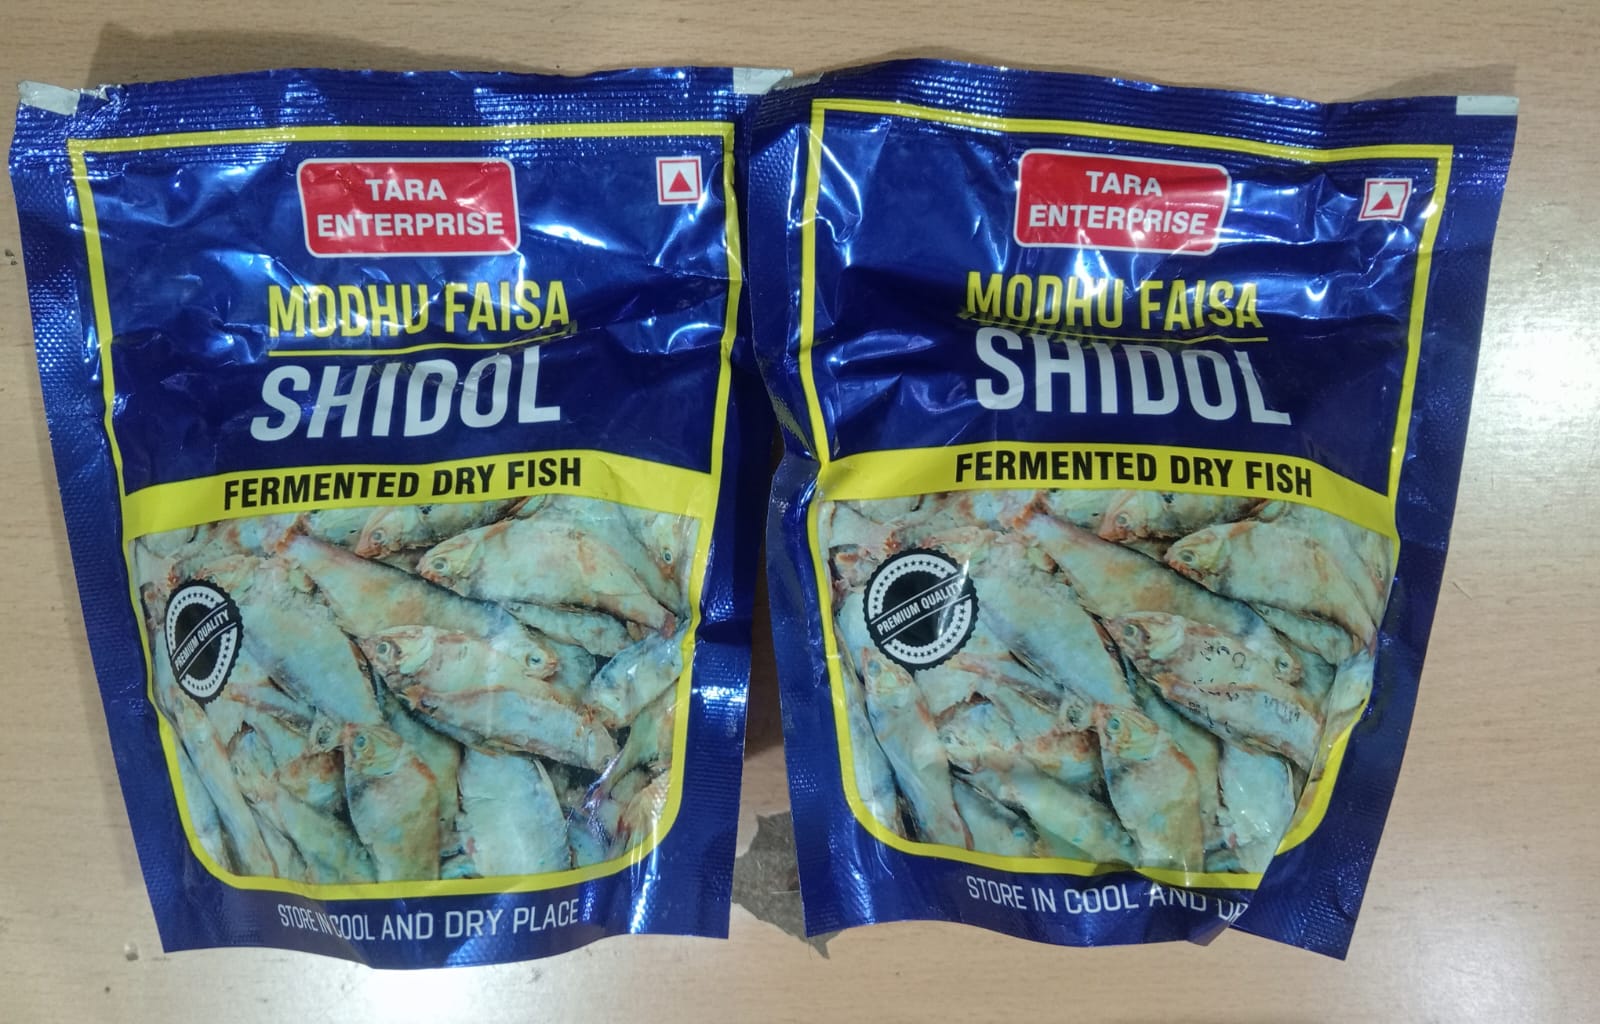 TARA
ENTERPRISE
MODHU FAISA
SHIDOL
FERMENTED DRY FISH
PREMIUM QUALITY
STORE IN COOL AND DRY PLACE
TARA
ENTERPRISE
MODHU FAISA
SHIDOL
FERMENTED DRY FISH
PREMIUM QUALITY
STORE IN COOL AND DR